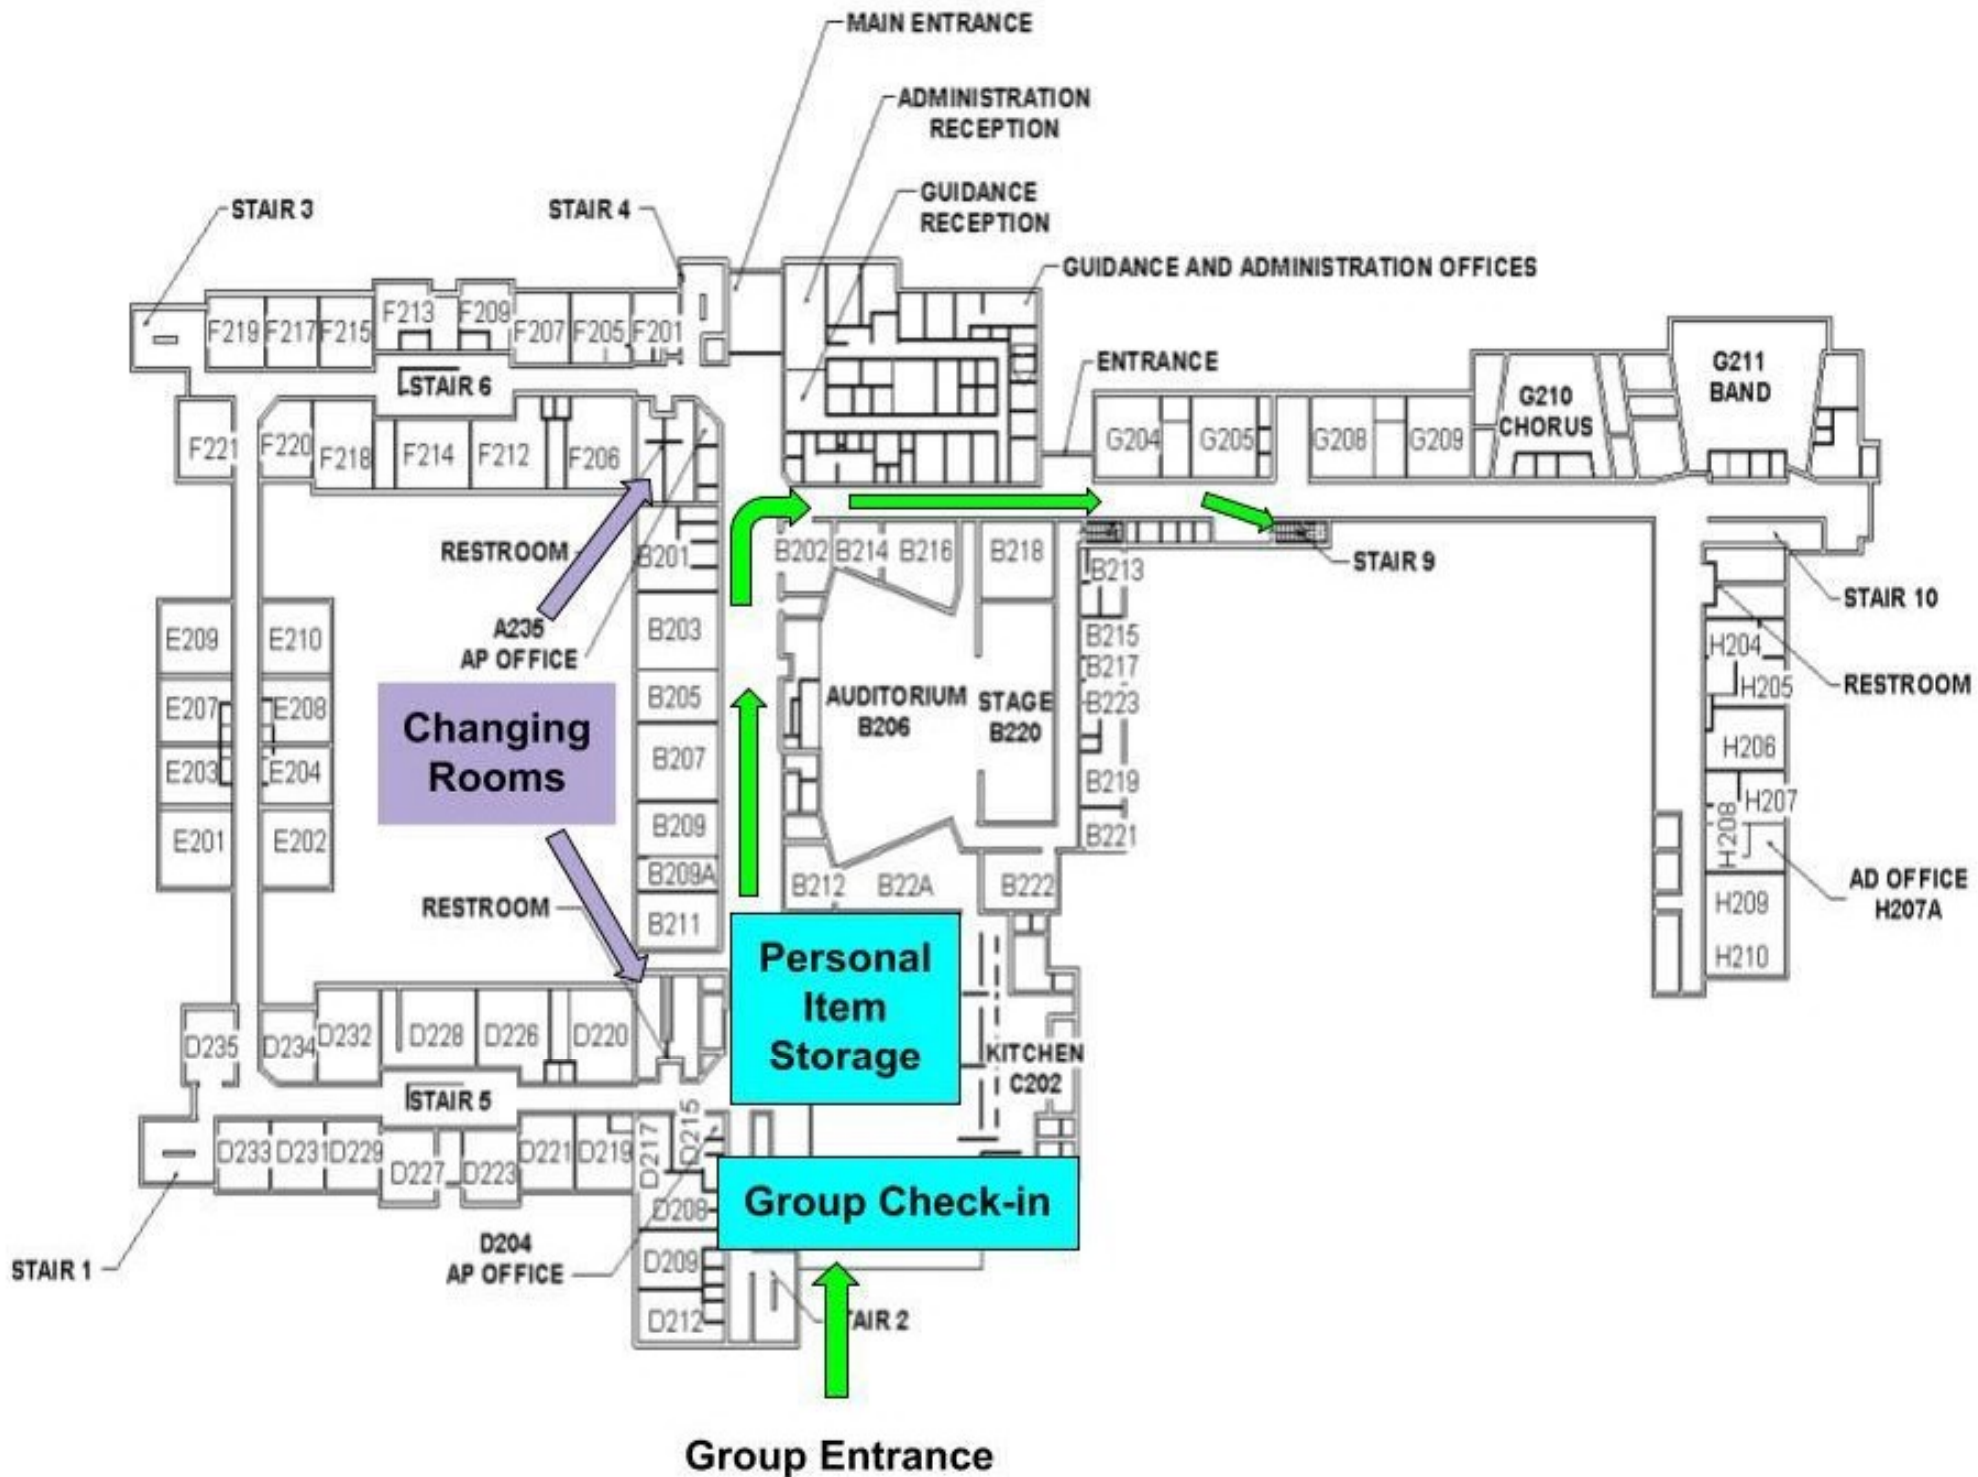 MAIN ENTRANCE
ADMINISTRATION
RECEPTION
GUIDANCE
RECEPTION
STAIR 3
STAIR 4
GUIDANCE AND ADMINISTRATION OFFICES
F219
F217
F215
F213
F209
F207
F205
F201
STAIR 6
ENTRANCE
G204
G205
G208
G209
G210
CHORUS
G211
BAND
F221
F220
F218
F214
F212
F206
RESTROOM
B201
B202
B214
B216
B218
STAIR 9
B213
STAIR 10
E209
E210
A235
AP OFFICE
B203
B215
B217
B223
H204
H205
RESTROOM
E207
E208
B205
AUDITORIUM
B206
STAGE
B220
Changing
Rooms
B207
H206
E203
E204
B219
H207
H208
E201
E202
B209
B221
B209A
B212
B22A
B222
AD OFFICE
H207A
RESTROOM
B211
H209
H210
Personal
Item
Storage
D235
D234
D232
D228
D226
D220
KITCHEN
C202
STAIR 5
D233
D231
D229
D227
D223
D221
D219
D217
D215
Group Check-in
D208
D204
AP OFFICE
D209
STAIR 1
D212
TAIR 2
Group Entrance